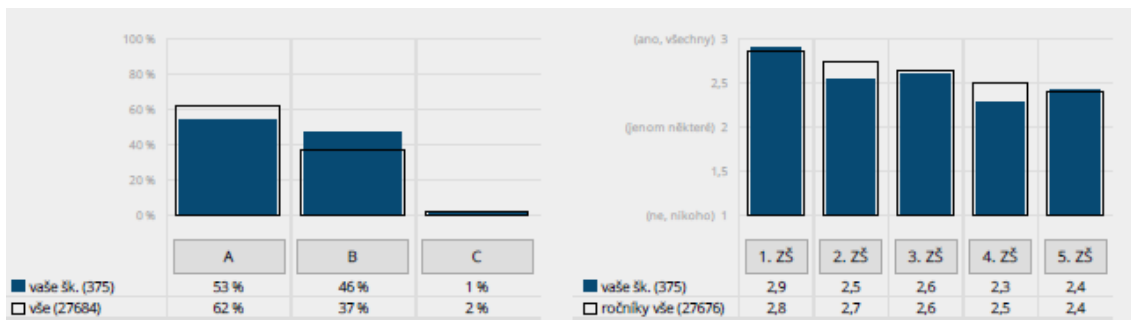 100 %
80 %
60 %
40 %
20 %
0 %
A B C
vaše šk. (375) 53 % 46 % 1 %
vše (27684) 62 % 37 % 2 %
(ano, všechny) 3
2,5
(jenom některé) 2
1,5
(ne, nikoho) 1
1. ZŠ 2. ZŠ 3. ZŠ 4. ZŠ 5. ZŠ
vaše šk. (375) 2,9 2,5 2,6 2,3 2,4
ročníky vše (27676) 2,8 2,7 2,6 2,5 2,4